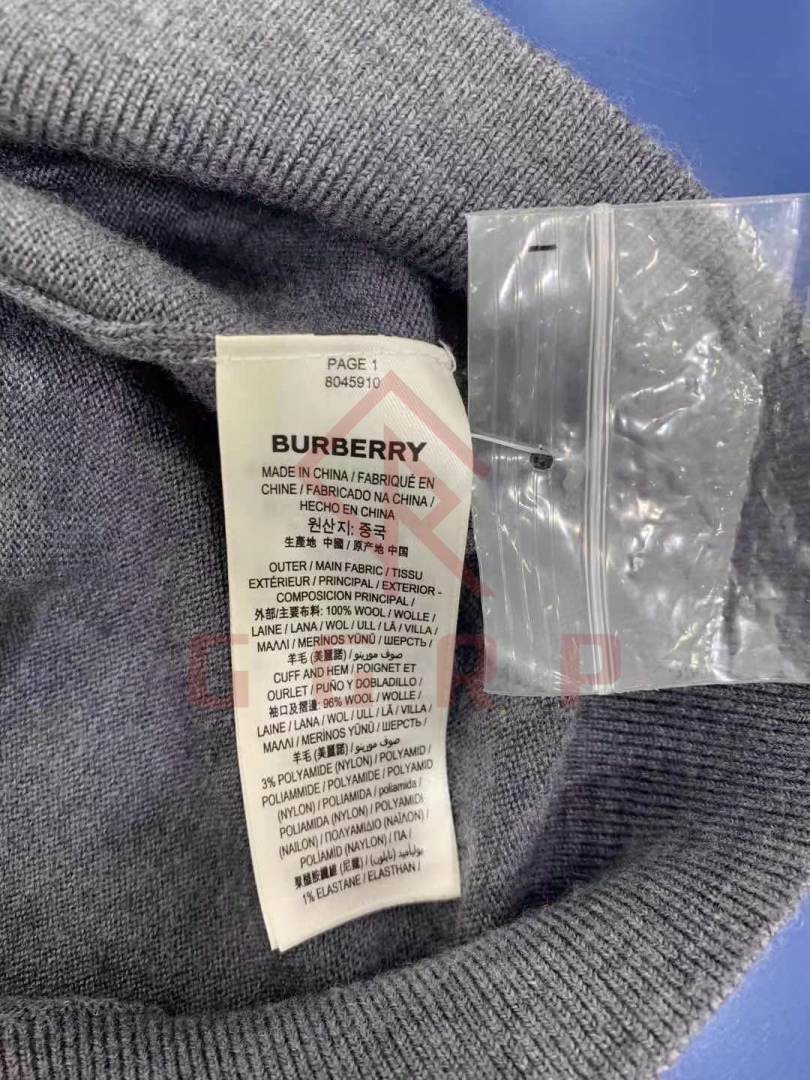 PAGE 1
8045910
BURBERRY
MADE IN CHINA / FABRIQUÉ EN
CHINE / FABRICADO NA CHINA /
HECHO EN CHINA
원산지: 중국
生產地 中國 / 原产地 中国
OUTER / MAIN FABRIC / TISSU
EXTÉRIEUR / PRINCIPAL / EXTERIOR -
COMPOSICION PRINCIPAL /
外部/主要布料: 100% WOOL / WOLLE /
LAINE / LANA / WOL / ULL / LÃ / VILLA /
ΜΑΛΛΙ / MERİNOS YÜNÜ / ШЕРСТЬ /
羊毛 (美麗諾) / صوف مورينو
CUFF AND HEM / POIGNET ET
OURLET / PUÑO Y DOBLADILLO /
袖口及摺邊: 96% WOOL / WOLLE /
LAINE / LANA / WOL / ULL / LÃ / VILLA /
ΜΑΛΛΙ / MERİNOS YÜNÜ / ШЕРСТЬ /
羊毛 (美麗諾) / صوف مورينو
3% POLYAMIDE (NYLON) / POLYAMID /
POLIAMMIDE / POLYAMIDE / POLYAMID
(NYLON) / POLIAMIDA / poliamida /
POLIAMIDA (NYLON) / POLYAMIDI
(NAILON) / ΠΟΛΥΑΜΙΔΙΟ (ΝΑΪΛΟΝ) /
POLİAMİD (NAYLON) / ПА /
聚醯胺纖維 (尼龍) / بوليأميد (نايلون)
1% ELASTANE / ELASTHAN /